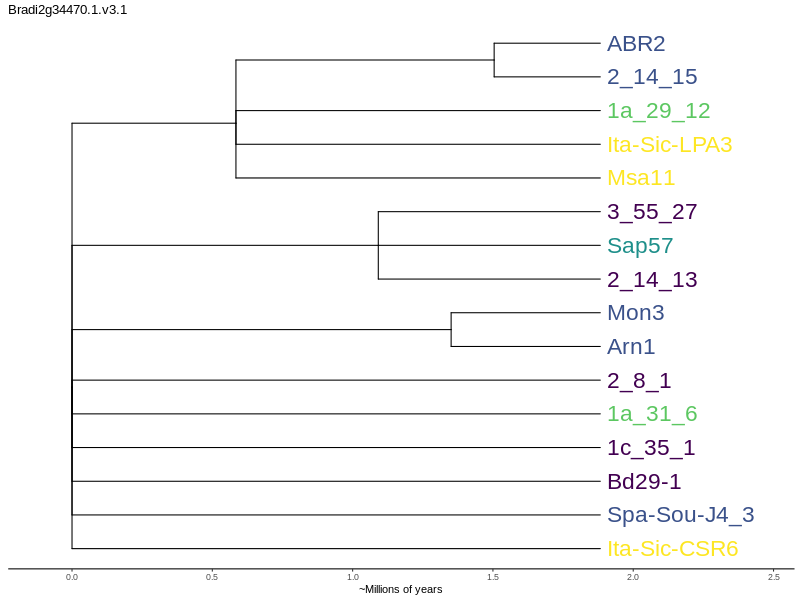 Bradi2g34470.1.v3.1
ABR2
2_14_15
1a_29_12
Ita-Sic-LPA3
Msa11
3_55_27
Sap57
2_14_13
Mon3
Arn1
2_8_1
1a_31_6
1c_35_1
Bd29-1
Spa-Sou-J4_3
Ita-Sic-CSR6
0.0 0.5 1.0 1.5 2.0 2.5
~Millions of years